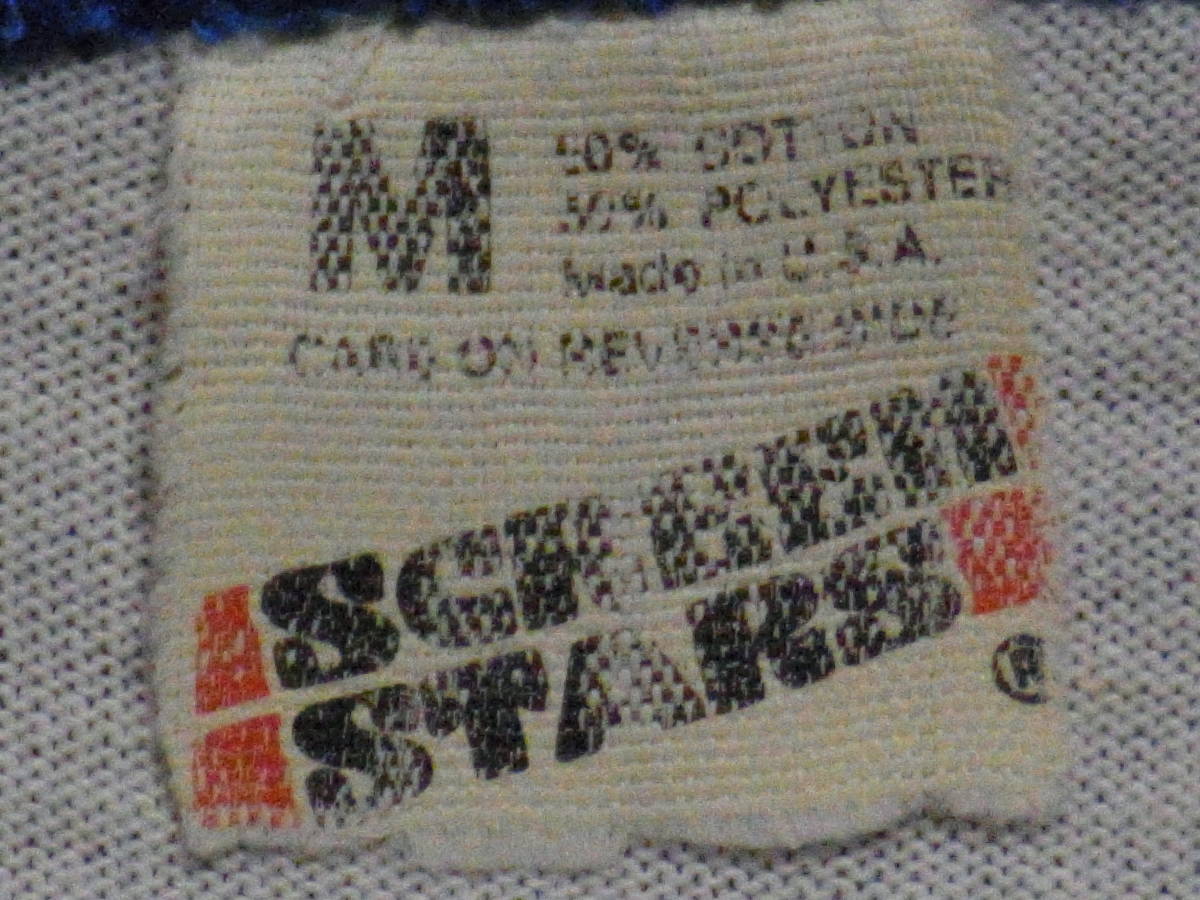 M
50% COTTON
50% POLYESTER
Made in U.S.A.
CARE ON REVERSE SIDE
SCREEN
STARS
®